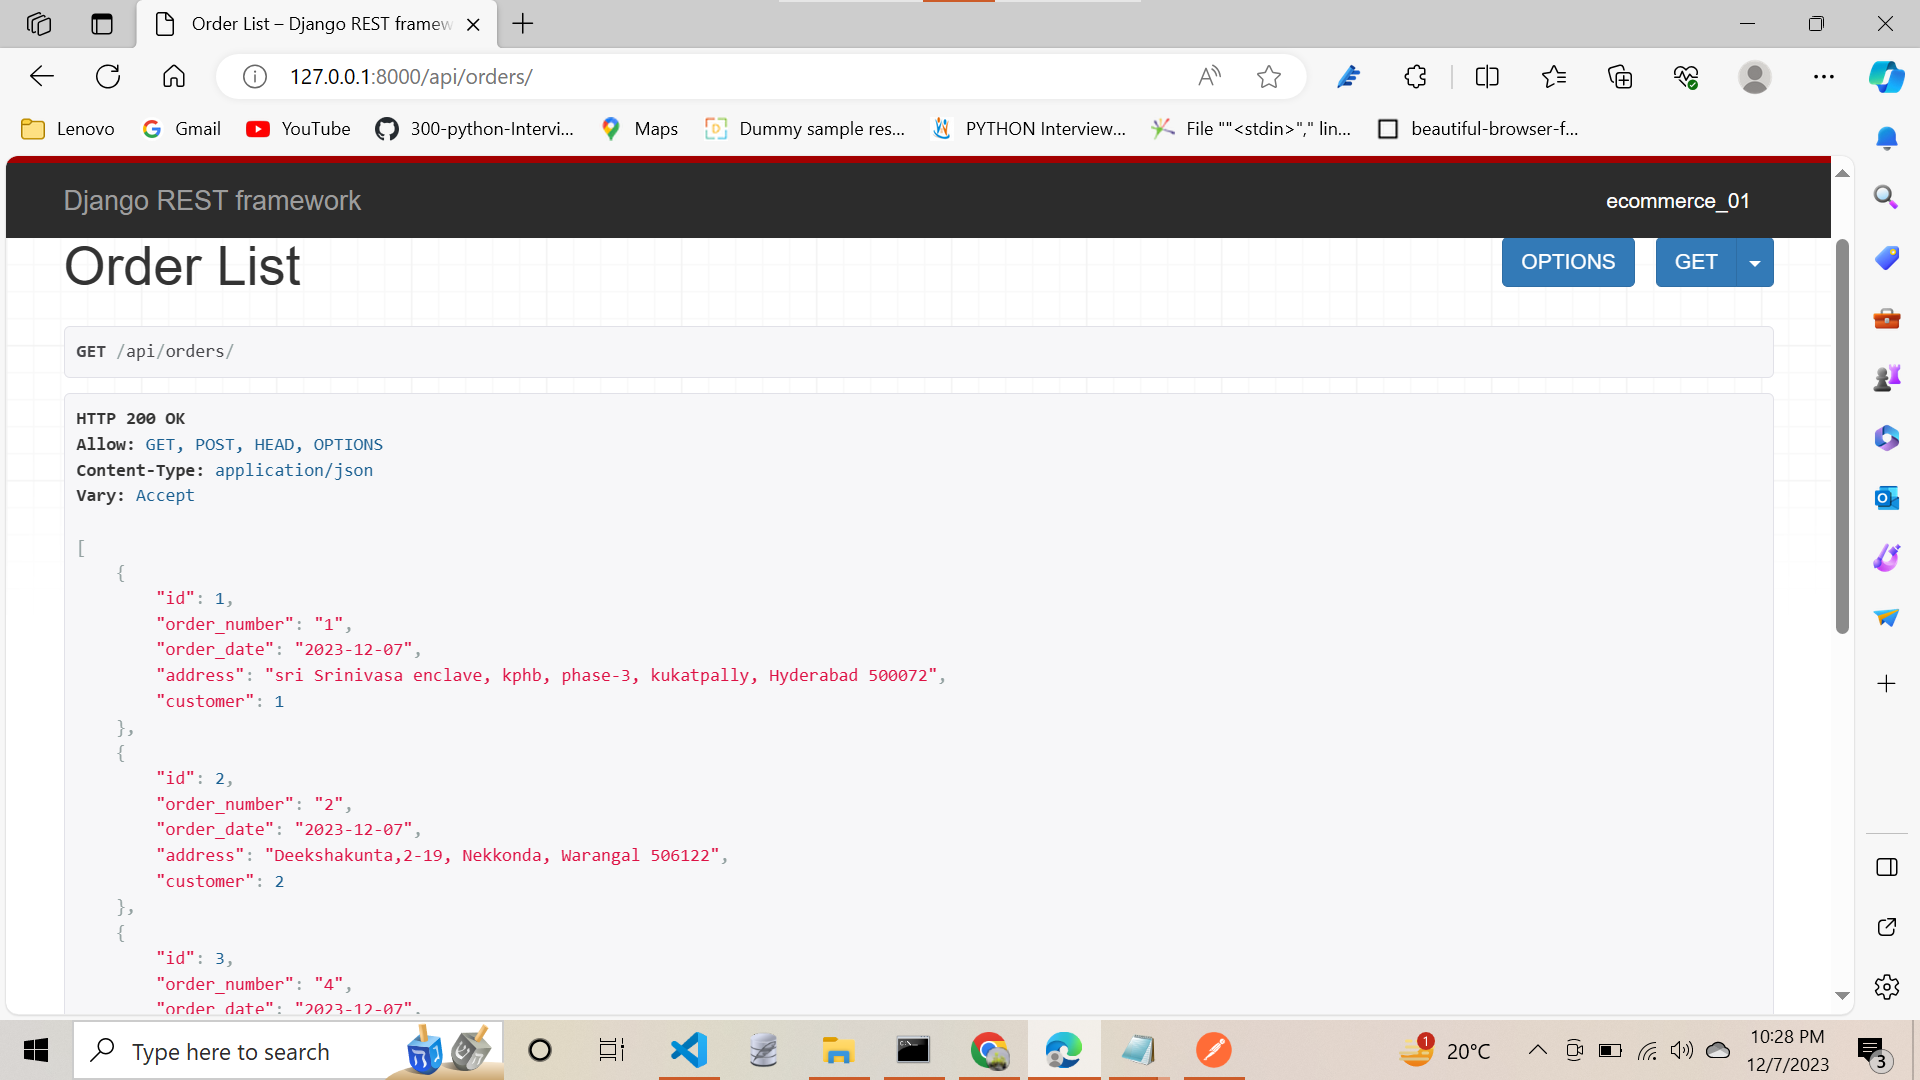 Order List – Django REST framew
127.0.0.1:8000/api/orders/
Lenovo
Gmail
YouTube
300-python-Intervi...
Maps
Dummy sample res...
PYTHON Interview...
File ""<stdin>"," lin...
beautiful-browser-f...
Django REST framework
ecommerce_01
Order List
OPTIONS
GET
GET /api/orders/
HTTP 200 OK
Allow: GET, POST, HEAD, OPTIONS
Content-Type: application/json
Vary: Accept
[
{
"id": 1,
"order_number": "1",
"order_date": "2023-12-07",
"address": "sri Srinivasa enclave, kphb, phase-3, kukatpally, Hyderabad 500072",
"customer": 1
},
{
"id": 2,
"order_number": "2",
"order_date": "2023-12-07",
"address": "Deekshakunta,2-19, Nekkonda, Warangal 506122",
"customer": 2
},
{
"id": 3,
"order_number": "4",
"order_date": "2023-12-07",
Type here to search
1
20°C
10:28 PM
12/7/2023
3